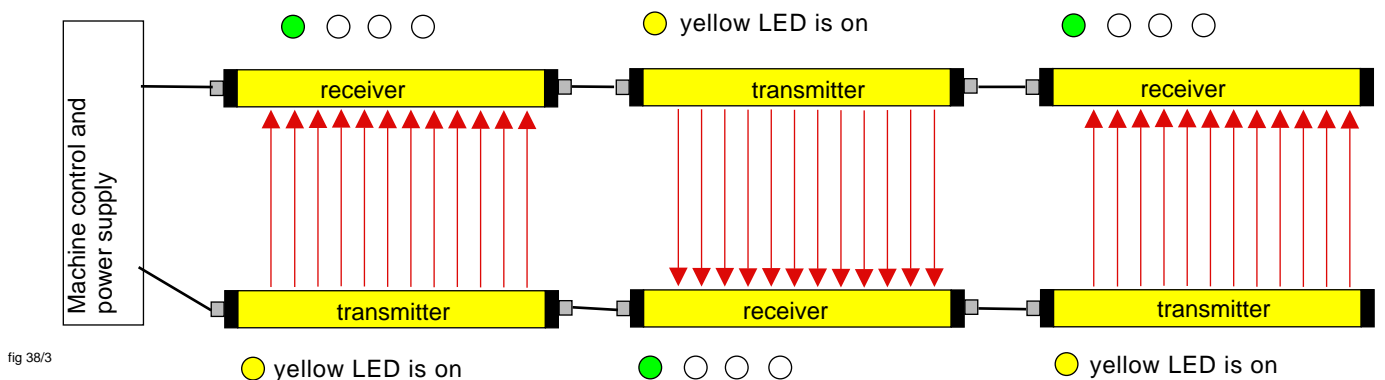 yellow LED is on
Machine control and
power supply
receiver
transmitter
receiver
transmitter
receiver
transmitter
fig 38/3
yellow LED is on
yellow LED is on